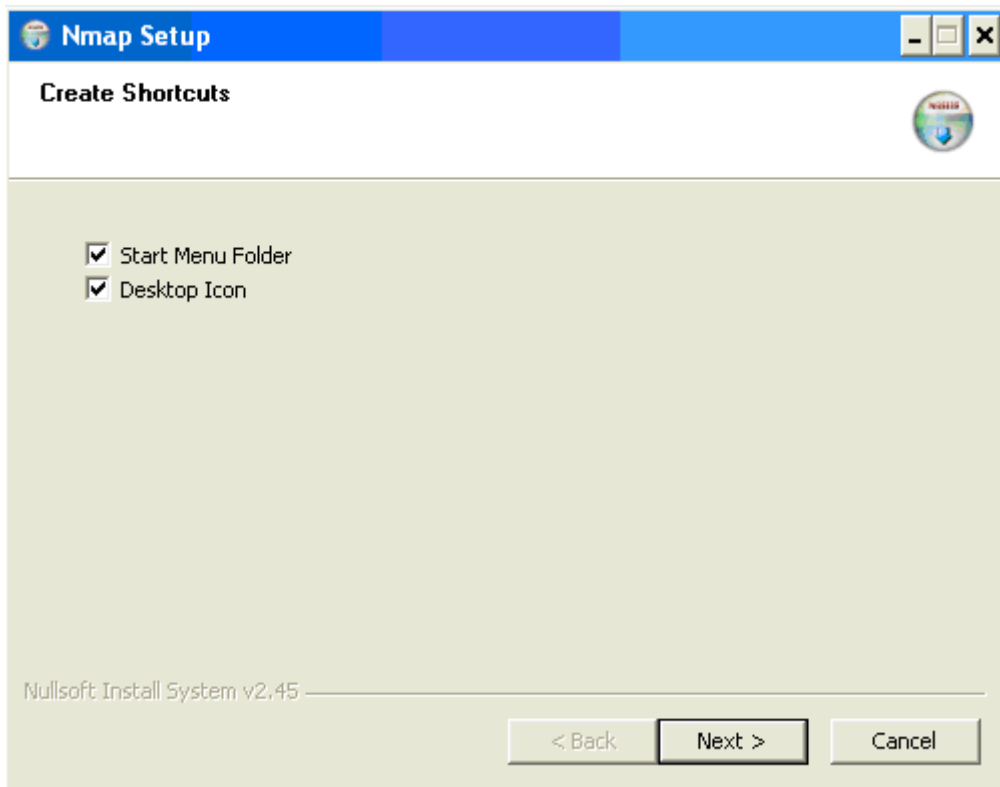 Nmap Setup
Create Shortcuts
Start Menu Folder
Desktop Icon
Nullsoft Install System v2.45
< Back
Next >
Cancel